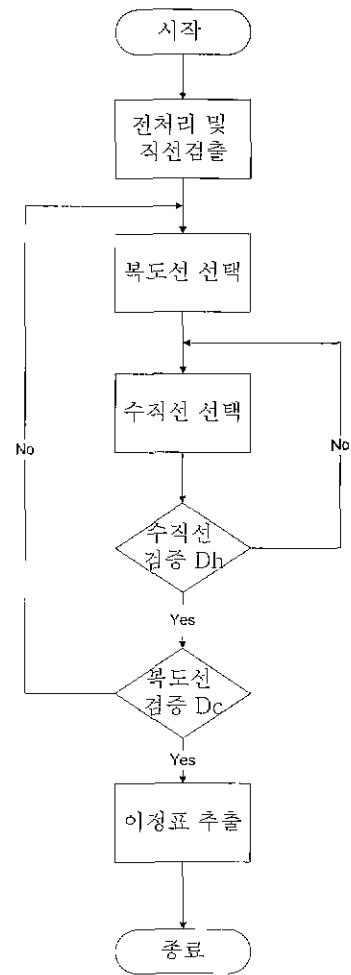 시작
전처리 및
직선검출
복도선 선택
수직선 선택
No
No
수직선
검증 Dh
Yes
복도선
검증 Dc
Yes
이정표 추출
종료